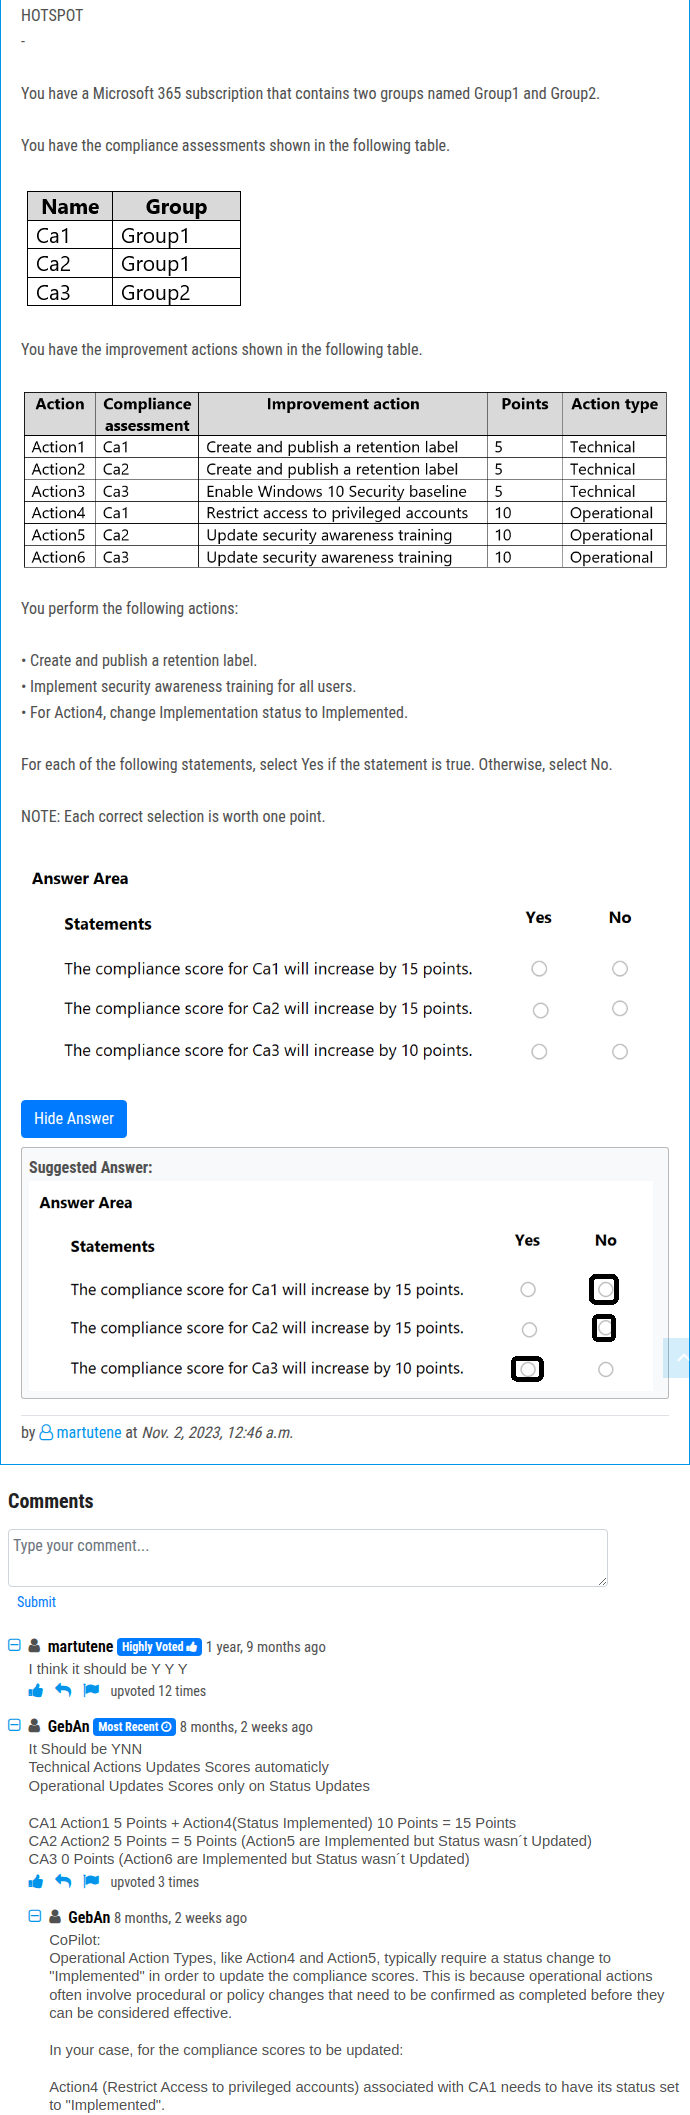 HOTSPOT
-
You have a Microsoft 365 subscription that contains two groups named Group1 and Group2.
You have the compliance assessments shown in the following table.
Name Group
Ca1 Group1
Ca2 Group1
Ca3 Group2
You have the improvement actions shown in the following table.
Action Compliance assessment Improvement action Points Action type
Action1 Ca1 Create and publish a retention label 5 Technical
Action2 Ca2 Create and publish a retention label 5 Technical
Action3 Ca3 Enable Windows 10 Security baseline 5 Technical
Action4 Ca1 Restrict access to privileged accounts 10 Operational
Action5 Ca2 Update security awareness training 10 Operational
Action6 Ca3 Update security awareness training 10 Operational
You perform the following actions:
• Create and publish a retention label.
• Implement security awareness training for all users.
• For Action4, change Implementation status to Implemented.
For each of the following statements, select Yes if the statement is true. Otherwise, select No.
NOTE: Each correct selection is worth one point.
Answer Area
Statements Yes No
The compliance score for Ca1 will increase by 15 points.
The compliance score for Ca2 will increase by 15 points.
The compliance score for Ca3 will increase by 10 points.
Hide Answer
Suggested Answer:
Answer Area
Statements Yes No
The compliance score for Ca1 will increase by 15 points.
The compliance score for Ca2 will increase by 15 points.
The compliance score for Ca3 will increase by 10 points.
by martutene at Nov. 2, 2023, 12:46 a.m.
Comments
Type your comment...
Submit
martutene Highly Voted 1 year, 9 months ago
I think it should be Y Y Y
upvoted 12 times
GebAn Most Recent 8 months, 2 weeks ago
It Should be YNN
Technical Actions Updates Scores automaticly
Operational Updates Scores only on Status Updates
CA1 Action1 5 Points + Action4(Status Implemented) 10 Points = 15 Points
CA2 Action2 5 Points = 5 Points (Action5 are Implemented but Status wasn´t Updated)
CA3 0 Points (Action6 are Implemented but Status wasn´t Updated)
upvoted 3 times
GebAn 8 months, 2 weeks ago
CoPilot:
Operational Action Types, like Action4 and Action5, typically require a status change to
"Implemented" in order to update the compliance scores. This is because operational actions
often involve procedural or policy changes that need to be confirmed as completed before they
can be considered effective.
In your case, for the compliance scores to be updated:
Action4 (Restrict Access to privileged accounts) associated with CA1 needs to have its status set
to "Implemented".